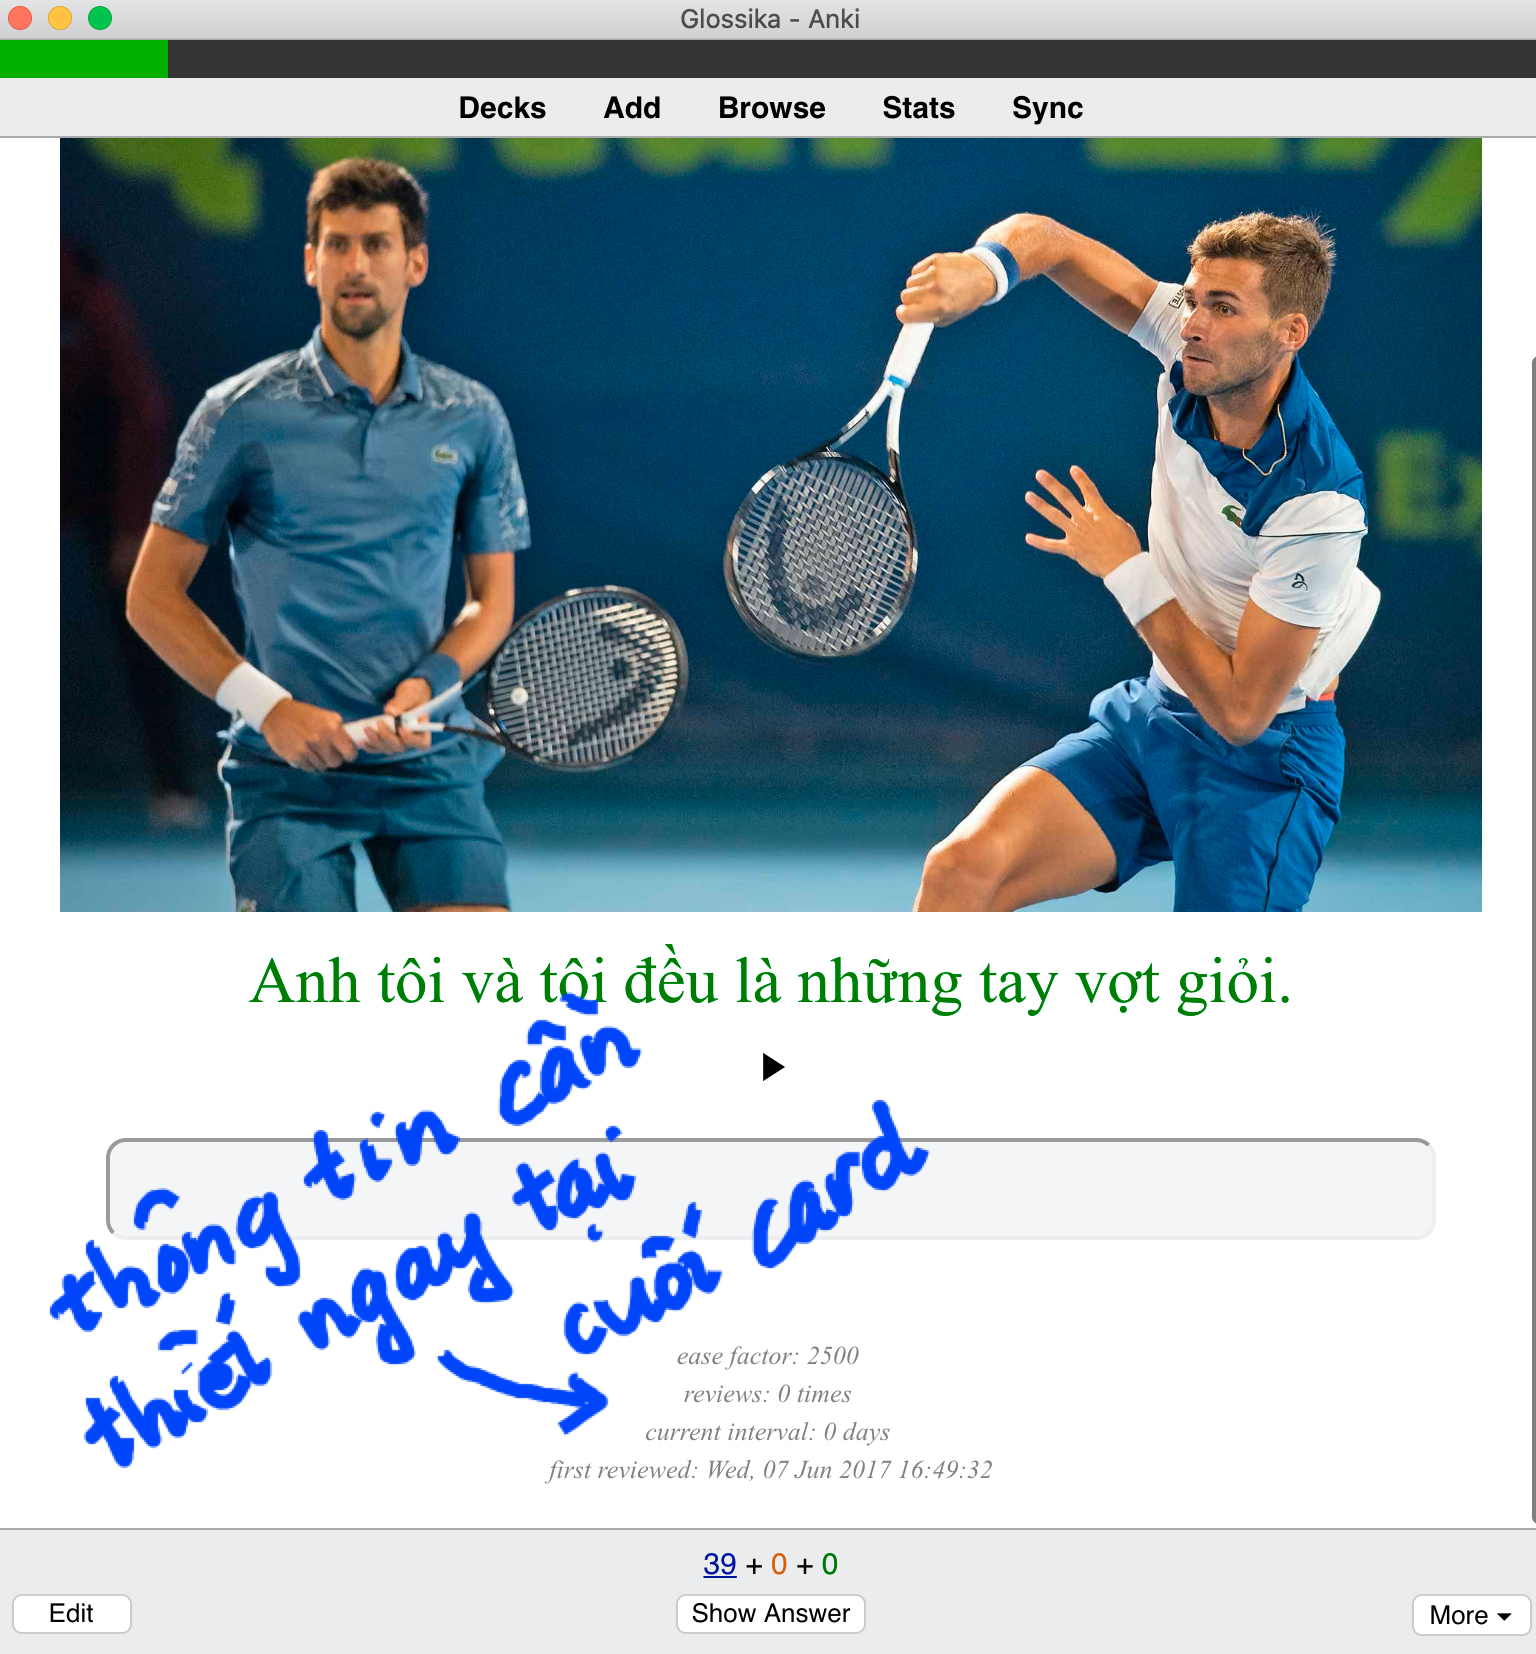 Glossika - Anki
Decks Add Browse Stats Sync
Anh tôi và tôi đều là những tay vợt giỏi.
thông tin cần
thiết ngay tại
cuối card
ease factor: 2500
reviews: 0 times
current interval: 0 days
first reviewed: Wed, 07 Jun 2017 16:49:32
39 + 0 + 0
Edit Show Answer More